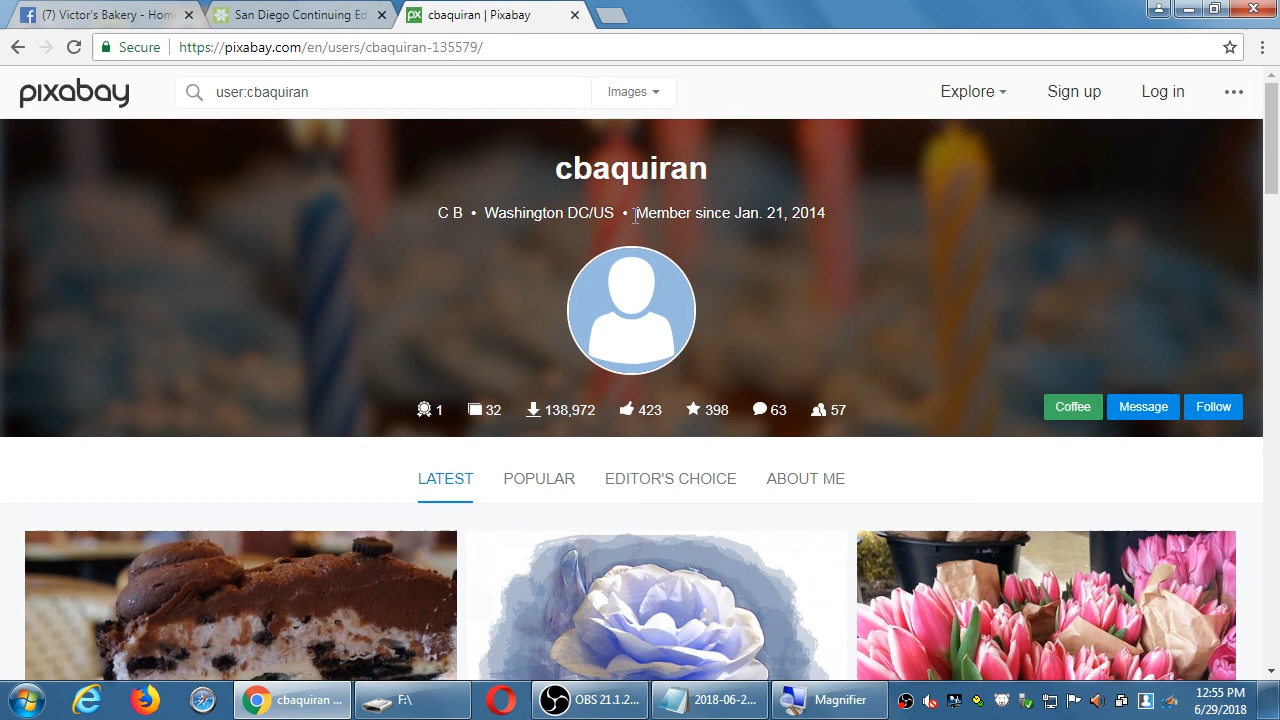 (7) Victor's Bakery - Hom
San Diego Continuing Ed
cbaquiran | Pixabay
Secure
https://pixabay.com/en/users/cbaquiran-135579/
pixabay
user:cbaquiran
Images
Explore
Sign up
Log in
cbaquiran
C B • Washington DC/US • Member since Jan. 21, 2014
1
32
138,972
423
398
63
57
Coffee
Message
Follow
LATEST
POPULAR
EDITOR'S CHOICE
ABOUT ME
cbaquiran ...
F:\
OBS 21.1.2...
2018-06-2...
Magnifier
12:55 PM
6/29/2018